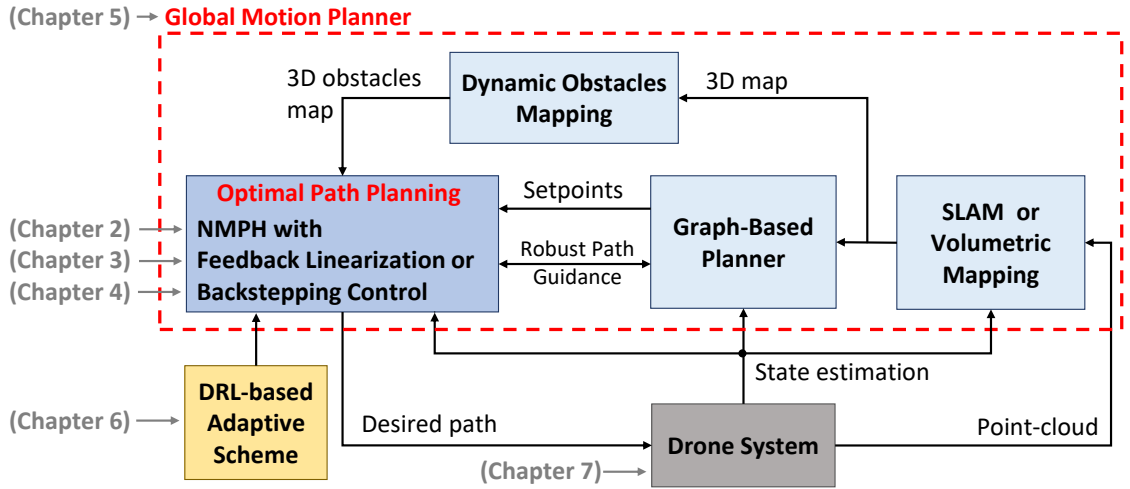 (Chapter 5)
Global Motion Planner
3D obstacles
map
Dynamic Obstacles
Mapping
3D map
Optimal Path Planning
(Chapter 2)
NMPH with
(Chapter 3)
Feedback Linearization or
(Chapter 4)
Backstepping Control
Setpoints
Robust Path
Guidance
Graph-Based
Planner
SLAM or
Volumetric
Mapping
State estimation
(Chapter 6)
DRL-based
Adaptive
Scheme
Desired path
(Chapter 7)
Drone System
Point-cloud